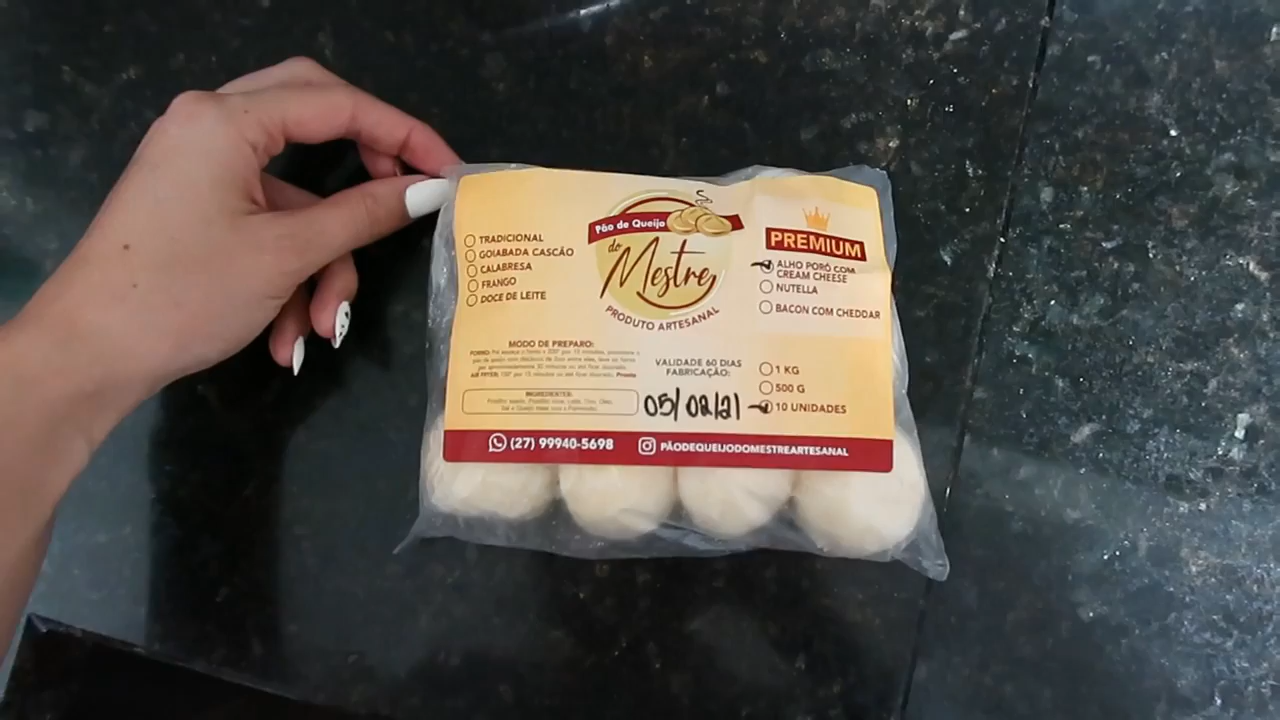 TRADICIONAL
GOIABADA CASCÃO
CALABRESA
FRANGO
DOCE DE LEITE
Pão de Queijo
do
Mestre
PRODUTO ARTESANAL
PREMIUM
ALHO PORÓ COM
CREAM CHEESE
NUTELLA
BACON COM CHEDDAR
MODO DE PREPARO:
INGREDIENTES:
VALIDADE 60 DIAS
FABRICAÇÃO:
05/02/21
1 KG
500 G
10 UNIDADES
(27) 99940-5698
PÃODEQUEIJODOMESTREARTESANAL